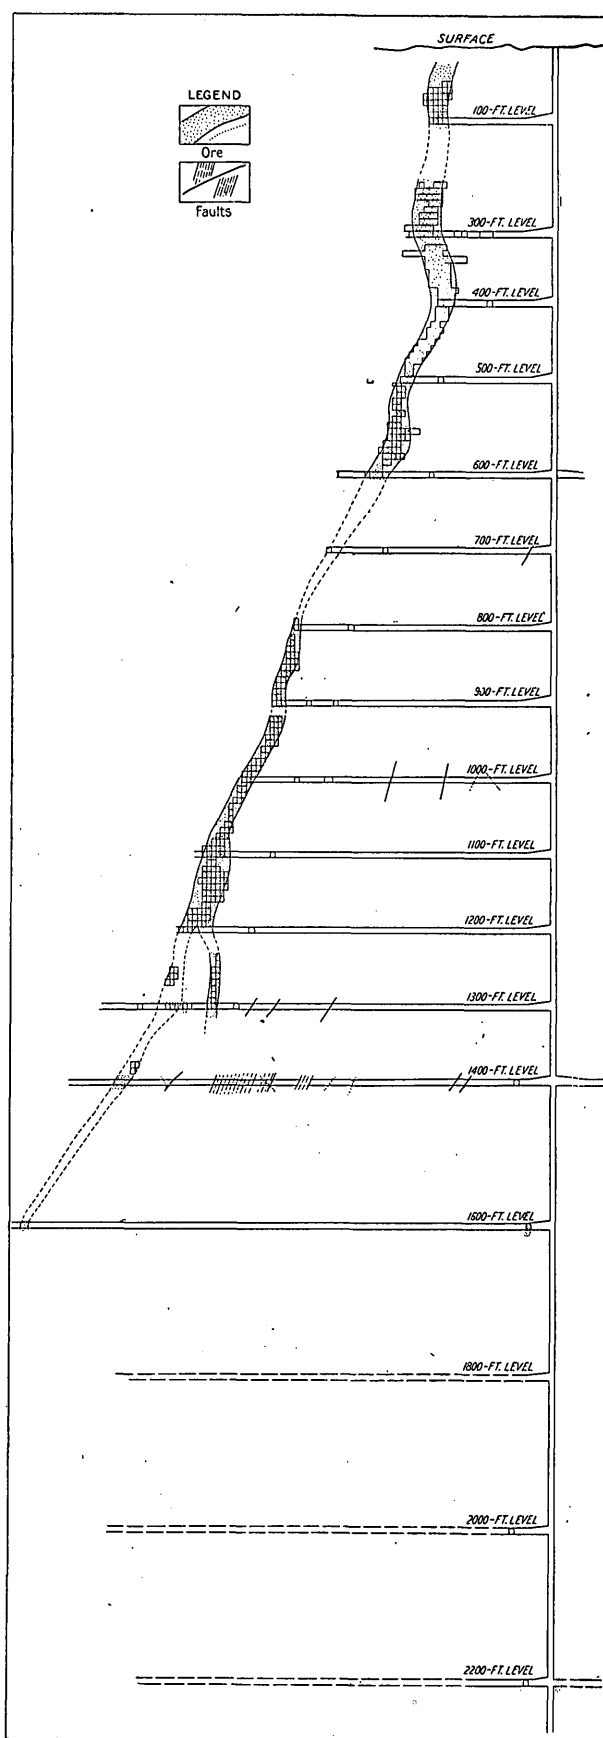 SURFACE
LEGEND
Ore
Faults
100-FT. LEVEL
300-FT. LEVEL
400-FT. LEVEL
500-FT. LEVEL
600-FT. LEVEL
700-FT. LEVEL
800-FT. LEVEL
900-FT. LEVEL
1000-FT. LEVEL
1100-FT. LEVEL
1200-FT. LEVEL
1300-FT. LEVEL
1400-FT. LEVEL
1600-FT. LEVEL
1800-FT. LEVEL
2000-FT. LEVEL
2200-FT. LEVEL